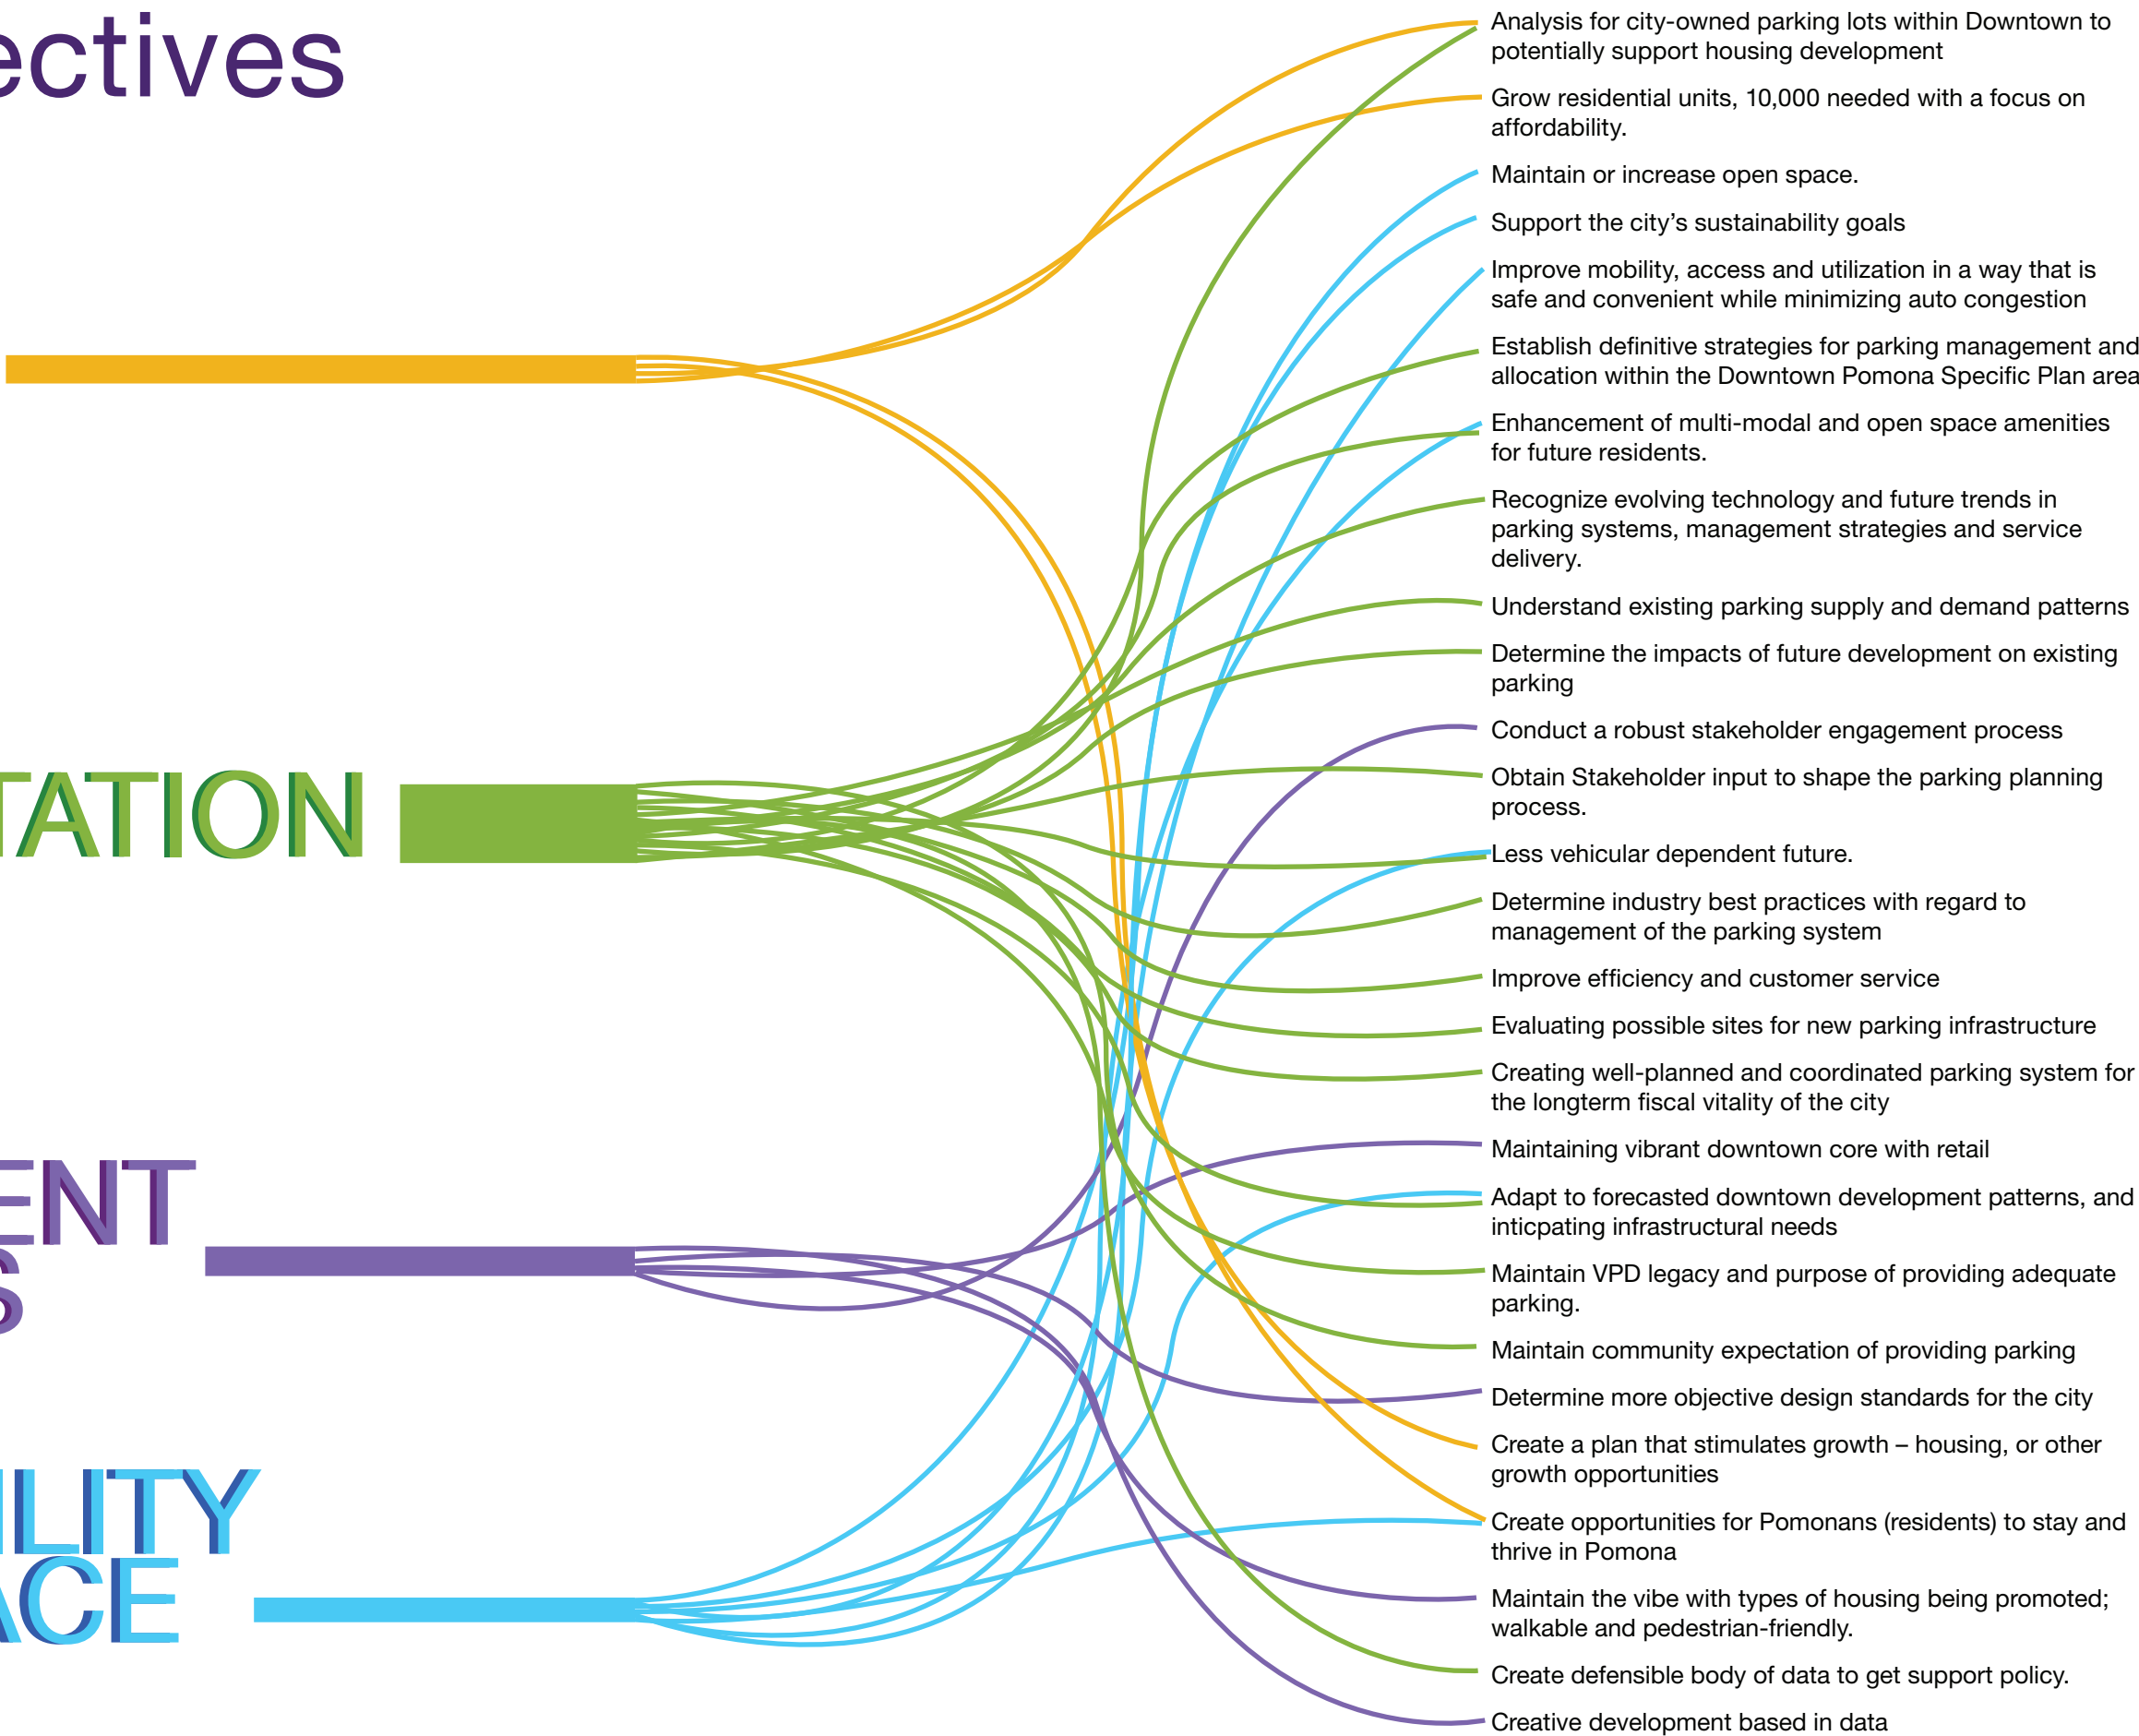 ectives
TATION
ENT
S
ILITY
ACE
Analysis for city-owned parking lots within Downtown to
potentially support housing development
Grow residential units, 10,000 needed with a focus on
affordability.
Maintain or increase open space.
Support the city’s sustainability goals
Improve mobility, access and utilization in a way that is
safe and convenient while minimizing auto congestion
Establish definitive strategies for parking management and
allocation within the Downtown Pomona Specific Plan area
Enhancement of multi-modal and open space amenities
for future residents.
Recognize evolving technology and future trends in
parking systems, management strategies and service
delivery.
Understand existing parking supply and demand patterns
Determine the impacts of future development on existing
parking
Conduct a robust stakeholder engagement process
Obtain Stakeholder input to shape the parking planning
process.
Less vehicular dependent future.
Determine industry best practices with regard to
management of the parking system
Improve efficiency and customer service
Evaluating possible sites for new parking infrastructure
Creating well-planned and coordinated parking system for
the longterm fiscal vitality of the city
Maintaining vibrant downtown core with retail
Adapt to forecasted downtown development patterns, and
inticpating infrastructural needs
Maintain VPD legacy and purpose of providing adequate
parking.
Maintain community expectation of providing parking
Determine more objective design standards for the city
Create a plan that stimulates growth – housing, or other
growth opportunities
Create opportunities for Pomonans (residents) to stay and
thrive in Pomona
Maintain the vibe with types of housing being promoted;
walkable and pedestrian-friendly.
Create defensible body of data to get support policy.
Creative development based in data